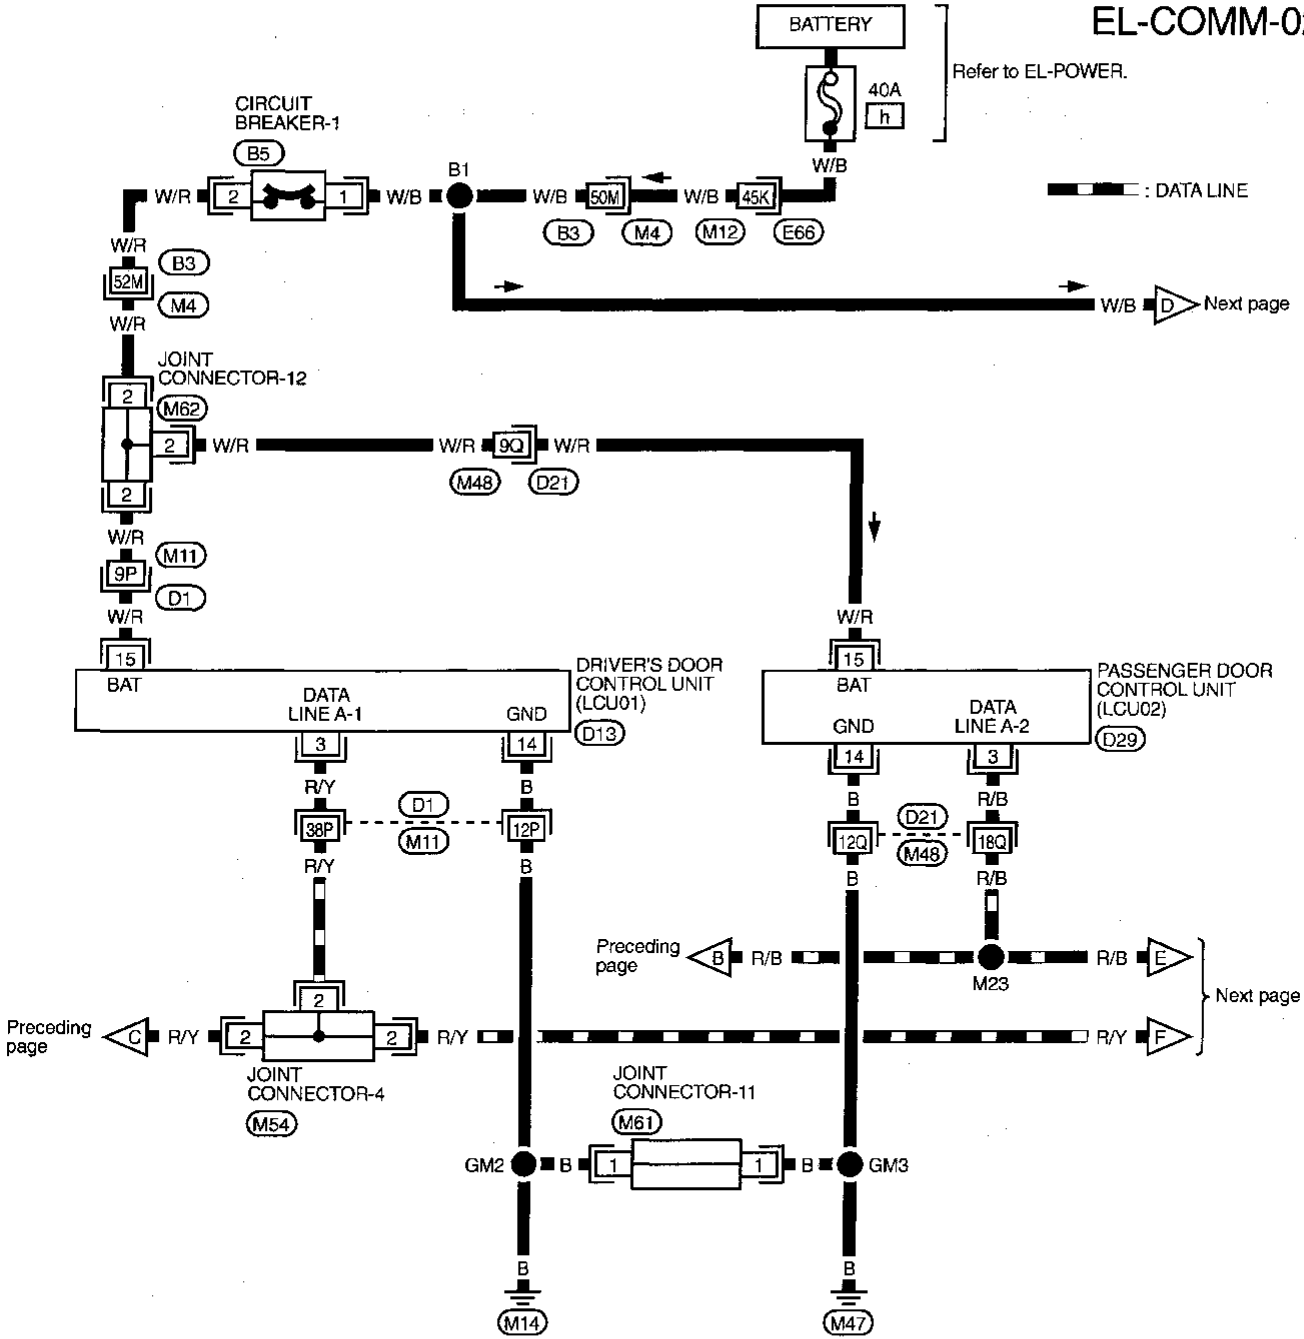 EL-COMM-02
BATTERY
Refer to EL-POWER.
40A
h
W/B
CIRCUIT
BREAKER-1
B5
B1
W/R
2
1
W/B
W/B
50M
W/B
45K
: DATA LINE
B3
M4
M12
E66
W/R
B3
52M
M4
W/R
W/B
D
Next page
JOINT
CONNECTOR-12
2
M62
2
W/R
W/R
9Q
W/R
M48
D21
2
W/R
M11
9P
D1
W/R
W/R
15
BAT
DATA
LINE A-1
GND
DRIVER'S DOOR
CONTROL UNIT
(LCU01)
D13
15
BAT
GND
DATA
LINE A-2
PASSENGER DOOR
CONTROL UNIT
(LCU02)
D29
3
14
14
3
R/Y
B
B
R/B
38P
D1
M11
12P
12Q
D21
M48
18Q
R/Y
B
B
R/B
Preceding
page
B
R/B
M23
R/B
E
Next page
Preceding
page
C
R/Y
2
2
2
R/Y
R/Y
F
JOINT
CONNECTOR-4
M54
JOINT
CONNECTOR-11
M61
GM2
B
1
1
B
GM3
B
B
M14
M47